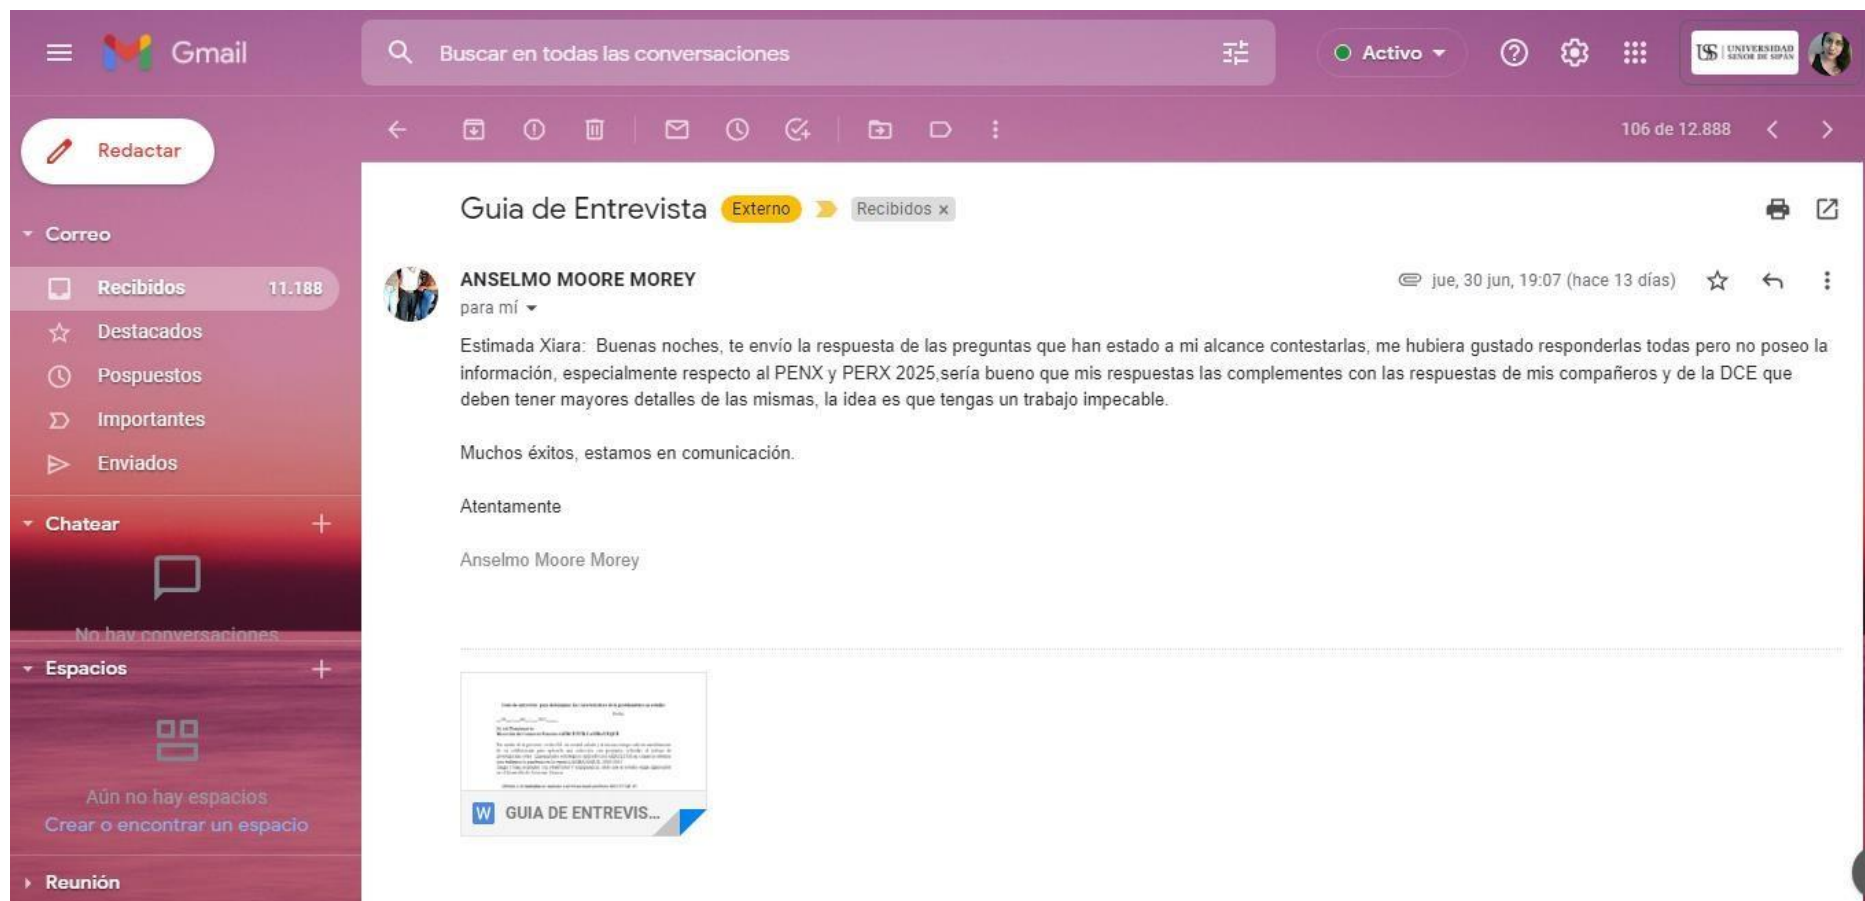 Gmail
Buscar en todas las conversaciones
Activo
USS UNIVERSIDAD
SEÑOR DE SIPÁN
Redactar
106 de 12.888
Guia de Entrevista Externo Recibidos x
Correo
Recibidos 11.188
Destacados
Pospuestos
Importantes
Enviados
Chatear
No hay conversaciones
Espacios
Aún no hay espacios
Crear o encontrar un espacio
Reunión
ANSELMO MOORE MOREY
jue, 30 jun, 19:07 (hace 13 días)
para mí
Estimada Xiara: Buenas noches, te envío la respuesta de las preguntas que han estado a mi alcance contestarlas, me hubiera gustado responderlas todas pero no poseo la
información, especialmente respecto al PENX y PERX 2025,sería bueno que mis respuestas las complementes con las respuestas de mis compañeros y de la DCE que
deben tener mayores detalles de las mismas, la idea es que tengas un trabajo impecable.
Muchos éxitos, estamos en comunicación.
Atentamente
Anselmo Moore Morey
W GUIA DE ENTREVIS...